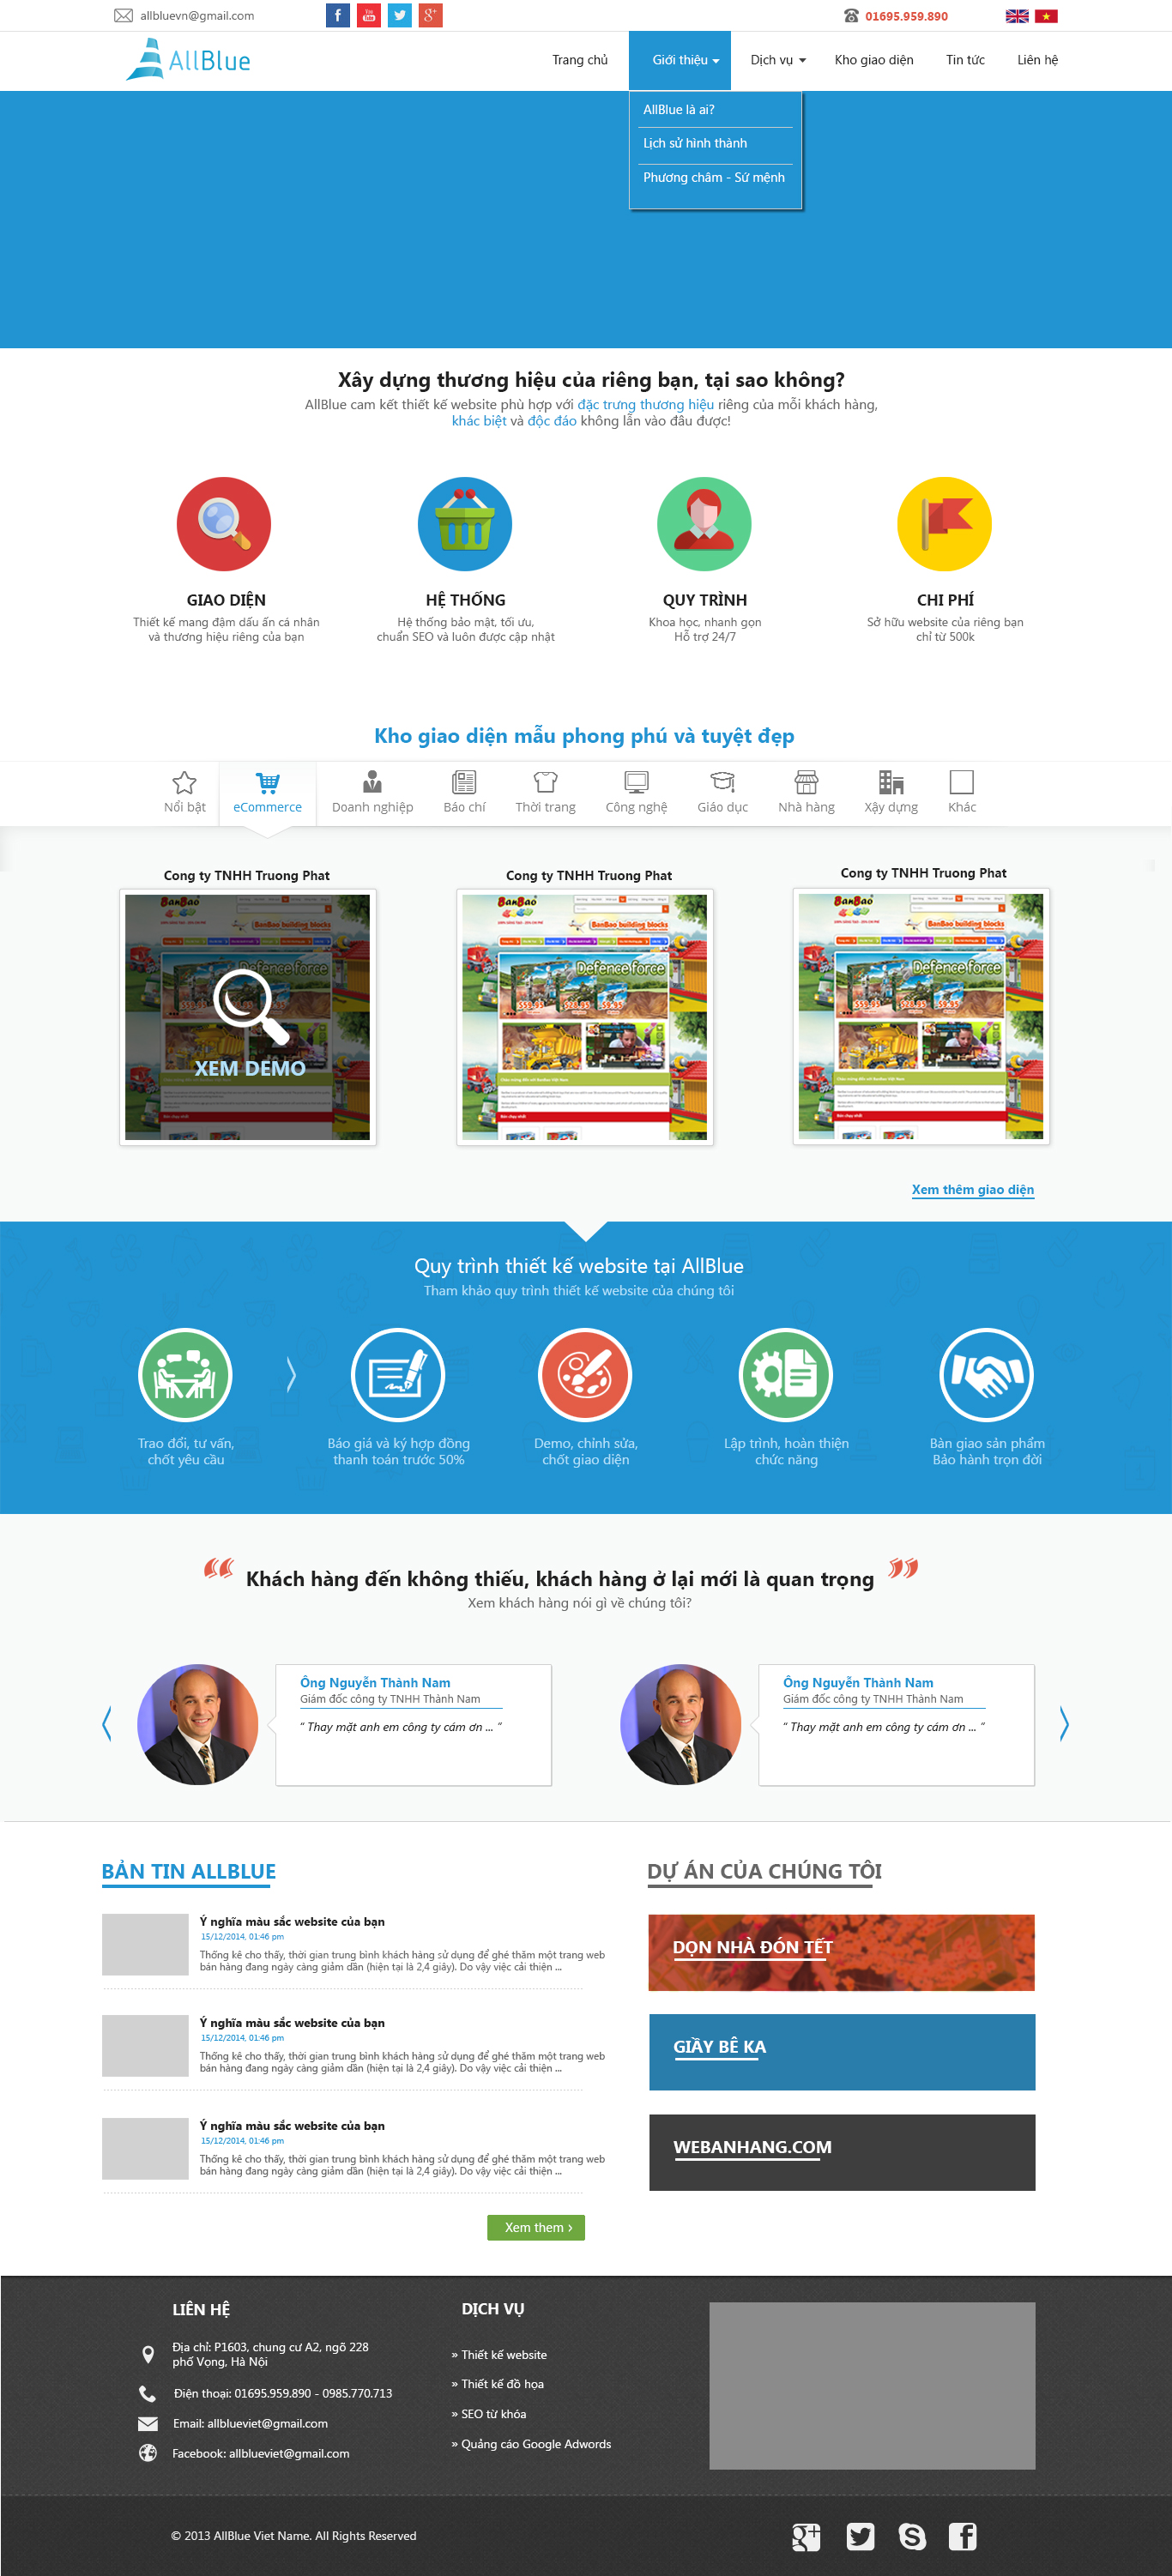 allbluevn@gmail.com
You
Tube
01695.959.890
AllBlue
Trang chủ
Giới thiệu
Dịch vụ
Kho giao diện
Tin tức
Liên hệ
AllBlue là ai?
Lịch sử hình thành
Phương châm - Sứ mệnh
Xây dựng thương hiệu của riêng bạn, tại sao không?
AllBlue cam kết thiết kế website phù hợp với đặc trưng thương hiệu riêng của mỗi khách hàng,
khác biệt và độc đáo không lẫn vào đâu được!
GIAO DIỆN
Thiết kế mang đậm dấu ấn cá nhân
và thương hiệu riêng của bạn
HỆ THỐNG
Hệ thống bảo mật, tối ưu,
chuẩn SEO và luôn được cập nhật
QUY TRÌNH
Khoa học, nhanh gọn
Hỗ trợ 24/7
CHI PHÍ
Sở hữu website của riêng bạn
chỉ từ 500k
Kho giao diện mẫu phong phú và tuyệt đẹp
Nổi bật
eCommerce
Doanh nghiệp
Báo chí
Thời trang
Công nghệ
Giáo dục
Nhà hàng
Xây dựng
Khác
Cong ty TNHH Truong Phat
XEM DEMO
Cong ty TNHH Truong Phat
BanBao
BanBao building blocks
Defence force
Cong ty TNHH Truong Phat
BanBao
BanBao building blocks
Defence force
Xem thêm giao diện
Quy trình thiết kế website tại AllBlue
Tham khảo quy trình thiết kế website của chúng tôi
Trao đổi, tư vấn,
chốt yêu cầu
Báo giá và ký hợp đồng
thanh toán trước 50%
Demo, chỉnh sửa,
chốt giao diện
Lập trình, hoàn thiện
chức năng
Bàn giao sản phẩm
Bảo hành trọn đời
“ Khách hàng đến không thiếu, khách hàng ở lại mới là quan trọng ”
Xem khách hàng nói gì về chúng tôi?
Ông Nguyễn Thành Nam
Giám đốc công ty TNHH Thành Nam
“ Thay mặt anh em công ty cám ơn ... ”
Ông Nguyễn Thành Nam
Giám đốc công ty TNHH Thành Nam
“ Thay mặt anh em công ty cám ơn ... ”
BẢN TIN ALLBLUE
Ý nghĩa màu sắc website của bạn
15/12/2014, 01:46 pm
Thống kê cho thấy, thời gian trung bình khách hàng sử dụng để ghé thăm một trang web
bán hàng đang ngày càng giảm dần (hiện tại là 2,4 giây). Do vậy việc cải thiện ...
Ý nghĩa màu sắc website của bạn
15/12/2014, 01:46 pm
Thống kê cho thấy, thời gian trung bình khách hàng sử dụng để ghé thăm một trang web
bán hàng đang ngày càng giảm dần (hiện tại là 2,4 giây). Do vậy việc cải thiện ...
Ý nghĩa màu sắc website của bạn
15/12/2014, 01:46 pm
Thống kê cho thấy, thời gian trung bình khách hàng sử dụng để ghé thăm một trang web
bán hàng đang ngày càng giảm dần (hiện tại là 2,4 giây). Do vậy việc cải thiện ...
Xem them ›
DỰ ÁN CỦA CHÚNG TÔI
DỌN NHÀ ĐÓN TẾT
GIẦY BÊ KA
WEBANHANG.COM
LIÊN HỆ
Địa chỉ: P1603, chung cư A2, ngõ 228
phố Vọng, Hà Nội
Điện thoại: 01695.959.890 - 0985.770.713
Email: allblueviet@gmail.com
Facebook: allblueviet@gmail.com
DỊCH VỤ
» Thiết kế website
» Thiết kế đồ họa
» SEO từ khóa
» Quảng cáo Google Adwords
© 2013 AllBlue Viet Name. All Rights Reserved